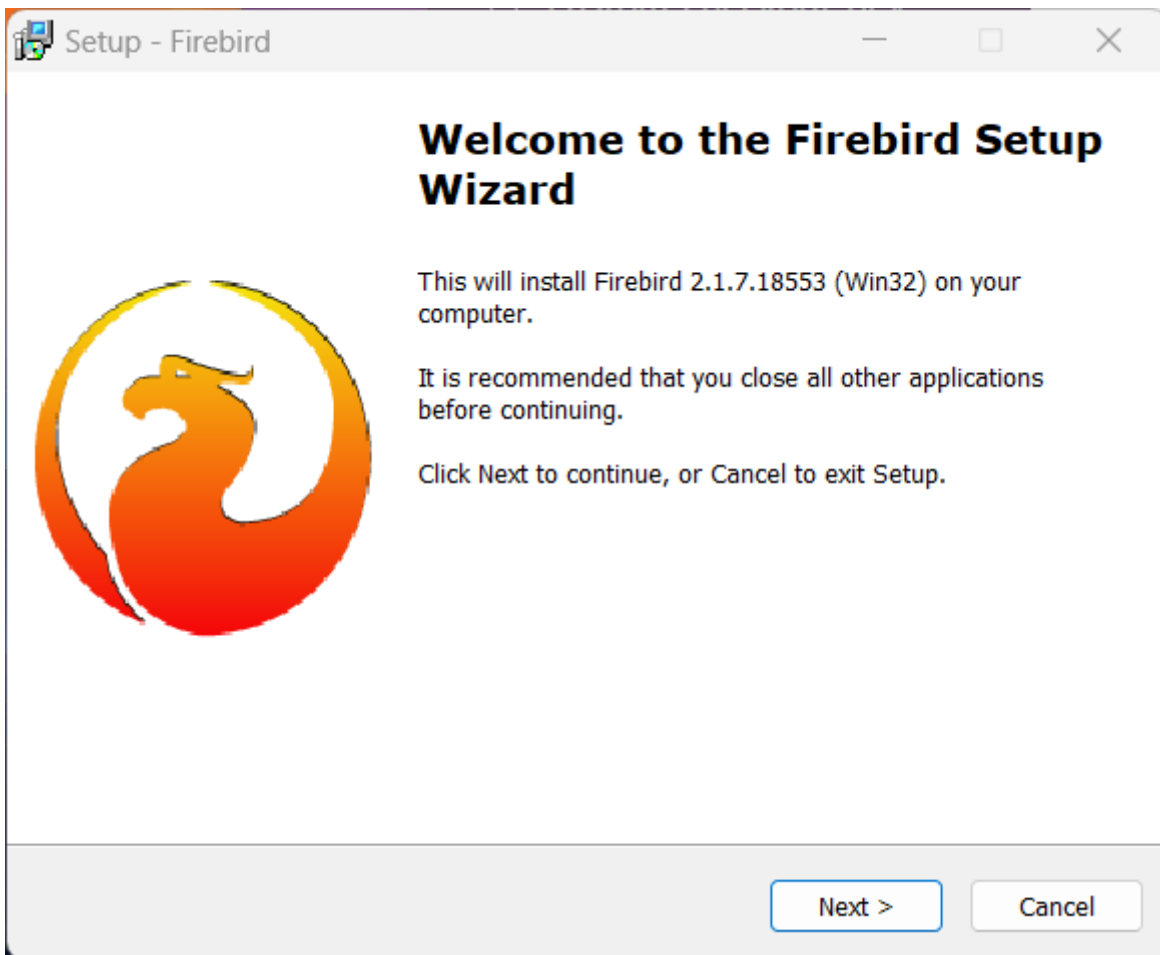 Setup - Firebird
Welcome to the Firebird Setup
Wizard
This will install Firebird 2.1.7.18553 (Win32) on your
computer.
It is recommended that you close all other applications
before continuing.
Click Next to continue, or Cancel to exit Setup.
Next >
Cancel